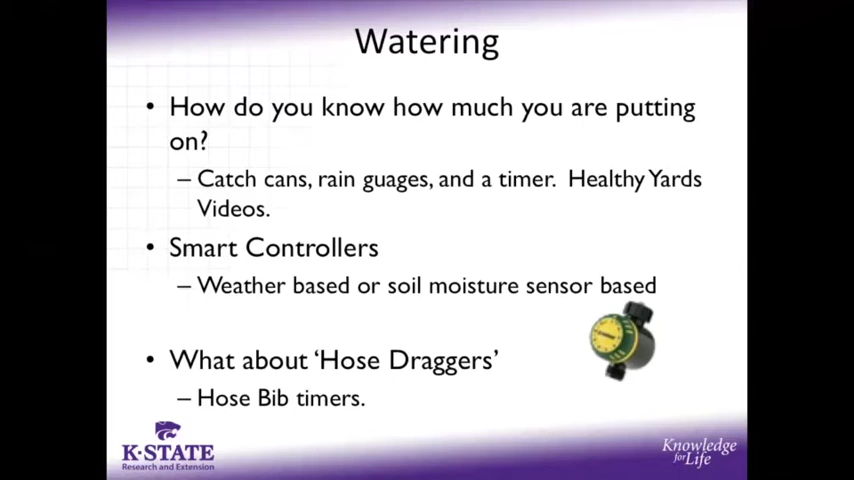 Watering
• How do you know how much you are putting
on?
– Catch cans, rain guages, and a timer.  Healthy Yards
Videos.
• Smart Controllers
– Weather based or soil moisture sensor based
• What about ‘Hose Draggers’
– Hose Bib timers.
K-STATE
Research and Extension
Knowledge
for Life